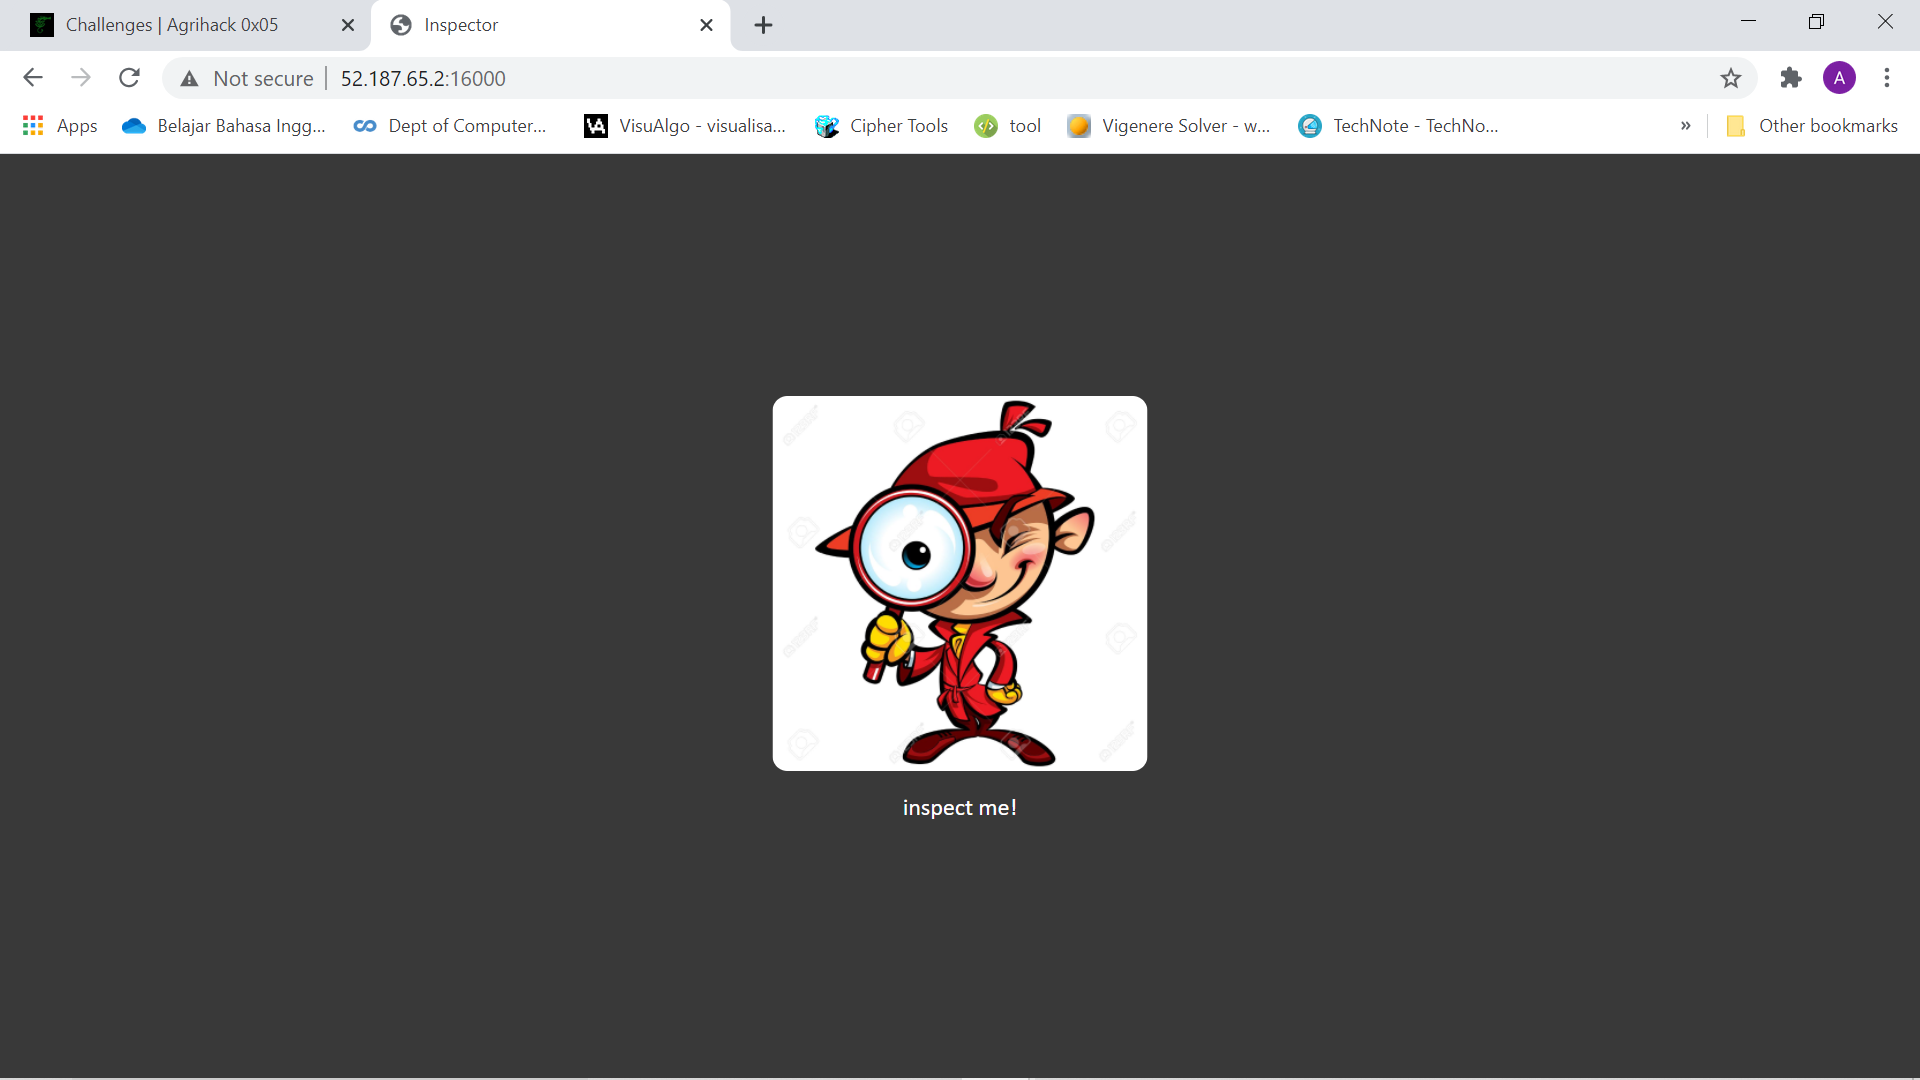 Challenges | Agrihack 0x05
Inspector
Not secure
52.187.65.2:16000
A
Apps
Belajar Bahasa Ingg...
Dept of Computer...
VisuAlgo - visualisa...
Cipher Tools
tool
Vigenere Solver - w...
TechNote - TechNo...
»
Other bookmarks
inspect me!